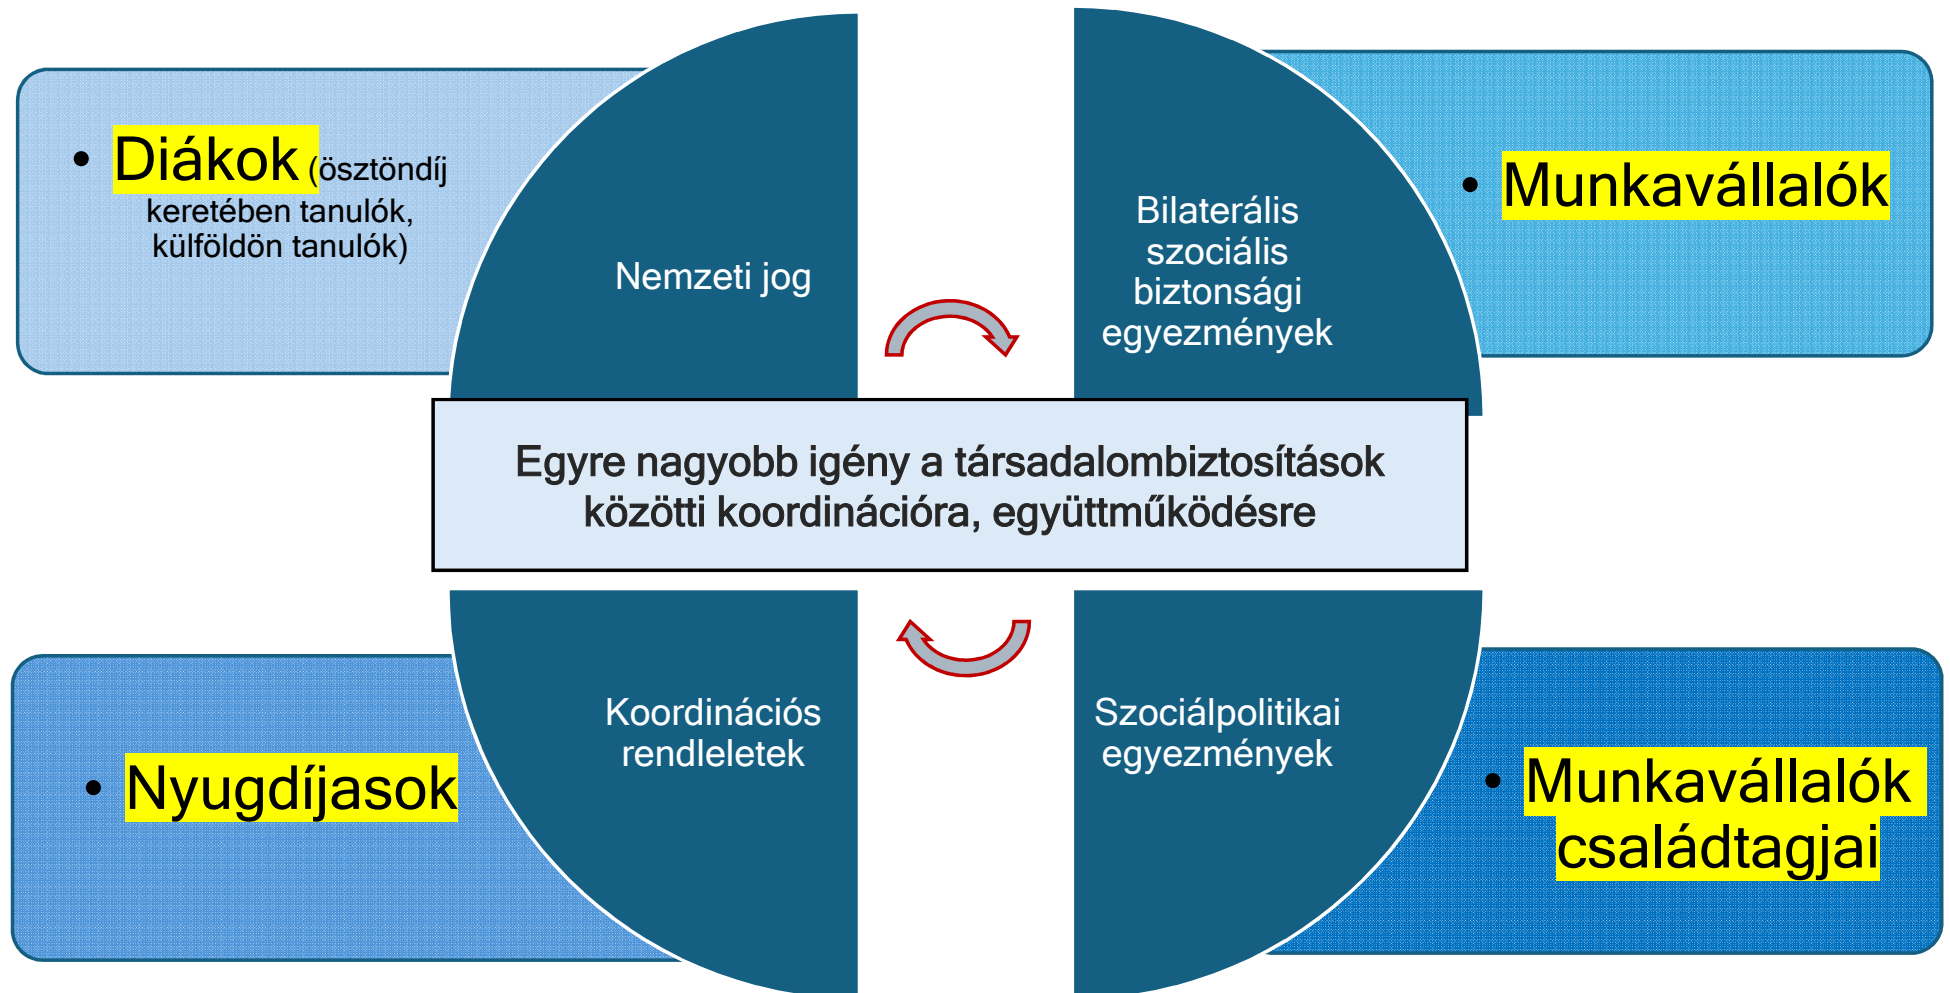 • Diákok (ösztöndíj
keretében tanulók,
külföldön tanulók)
Nemzeti jog
Bilaterális
szociális
biztonsági
egyezmények
• Munkavállalók
Egyre nagyobb igény a társadalombiztosítások
közötti koordinációra, együttműködésre
• Nyugdíjasok
Koordinációs
rendleletek
Szociálpolitikai
egyezmények
• Munkavállalók
családtagjai